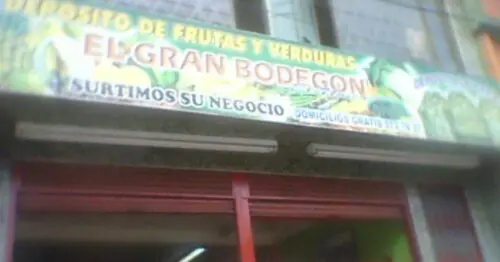 DEPOSITO DE FRUTAS Y VERDURAS
EL GRAN BODEGON
SURTIMOS SU NEGOCIO
DOMICILIOS GRATIS